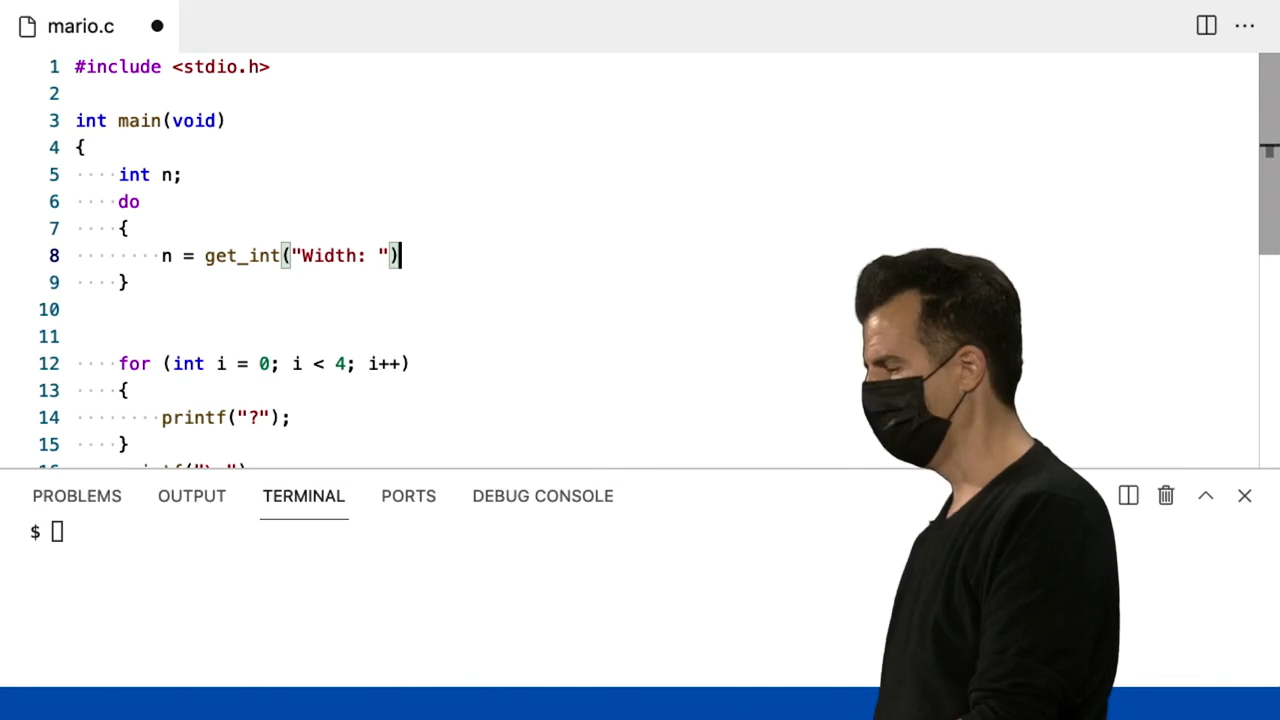 mario.c
1 #include <stdio.h>
2
3 int main(void)
4 {
5 int n;
6 do
7 {
8 n = get_int("Width: ")
9 }
10
11
12 for (int i = 0; i < 4; i++)
13 {
14 printf("?");
15 }
PROBLEMS OUTPUT TERMINAL PORTS DEBUG CONSOLE
$